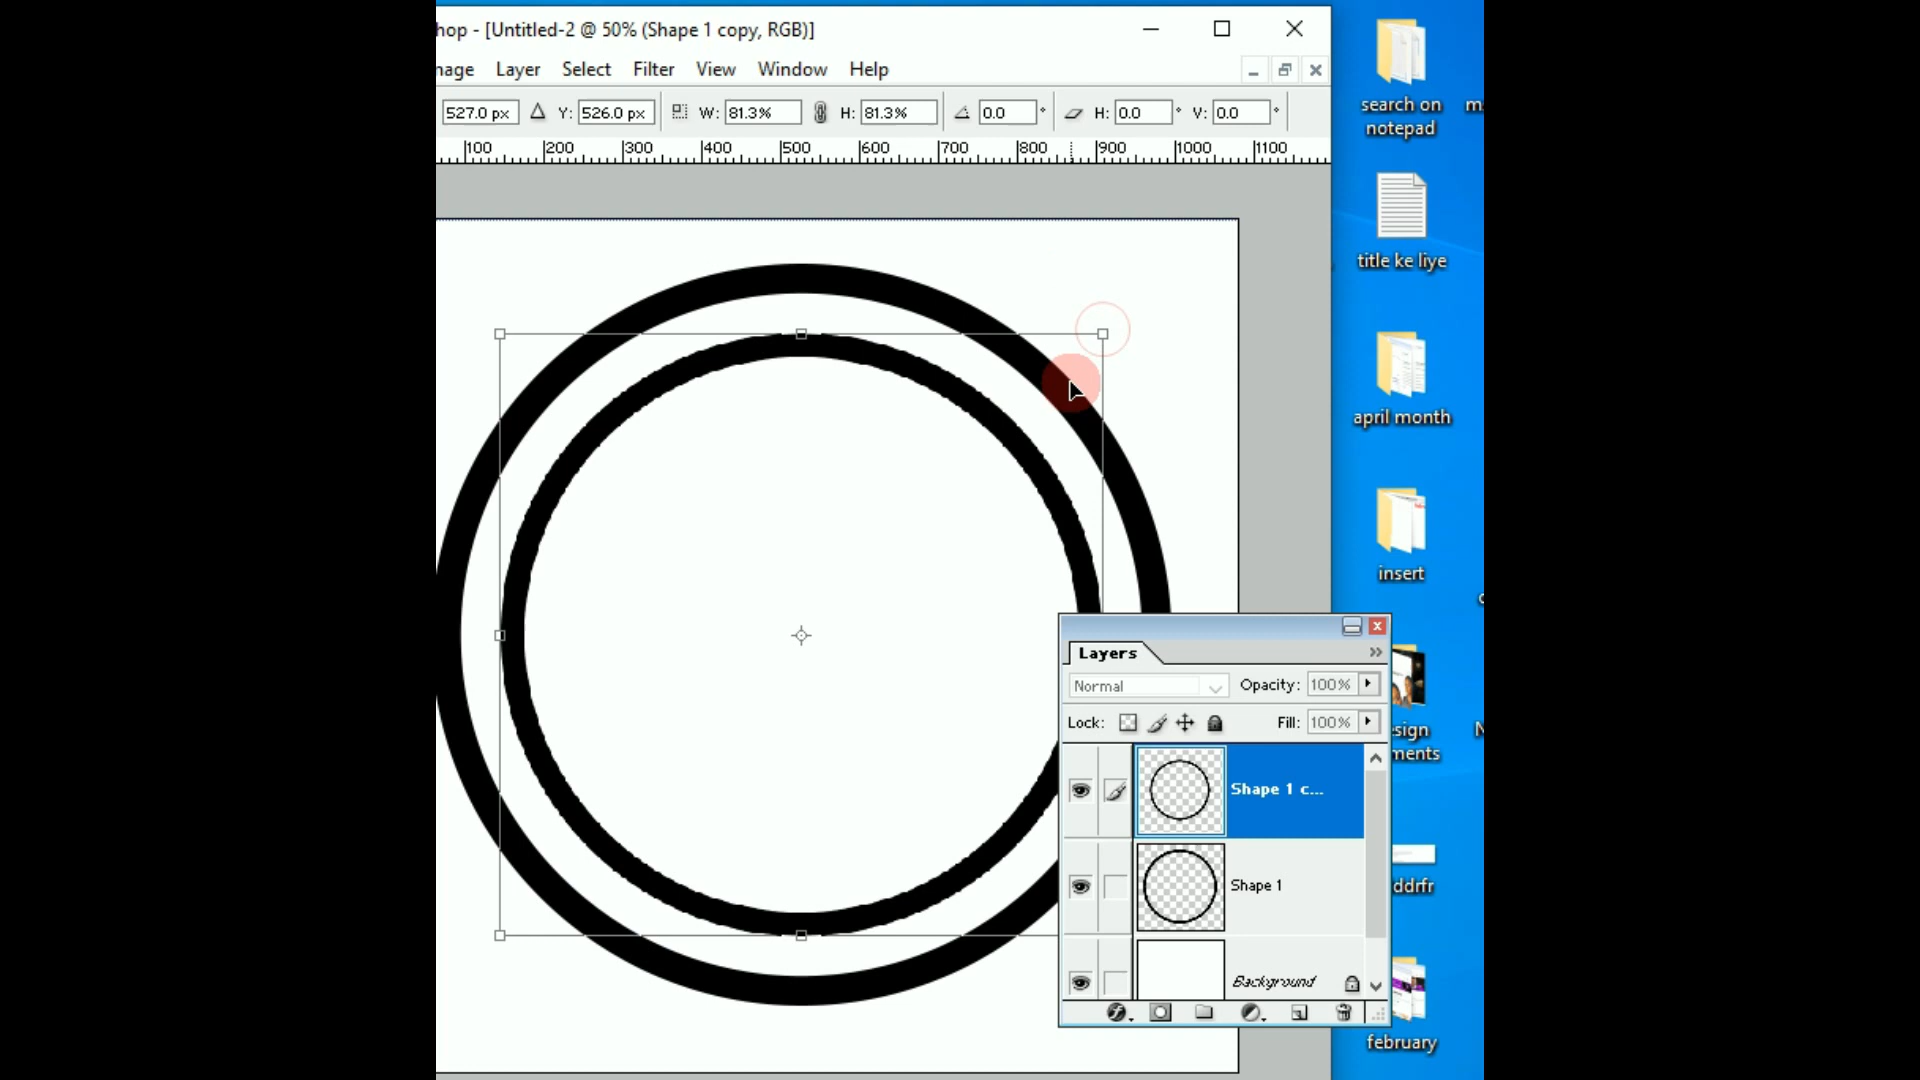 hop - [Untitled-2 @ 50% (Shape 1 copy, RGB)]
nage Layer Select Filter View Window Help
527.0 px Y: 526.0 px W: 81.3% H: 81.3% 0.0 ° H: 0.0 ° V: 0.0 °
100 200 300 400 500 600 700 800 900 1000 1100
search on
notepad
title ke liye
april month
insert
Layers
Normal Opacity: 100%
Lock: Fill: 100%
Shape 1 c...
Shape 1
Background
sign
ments
ddrfr
february